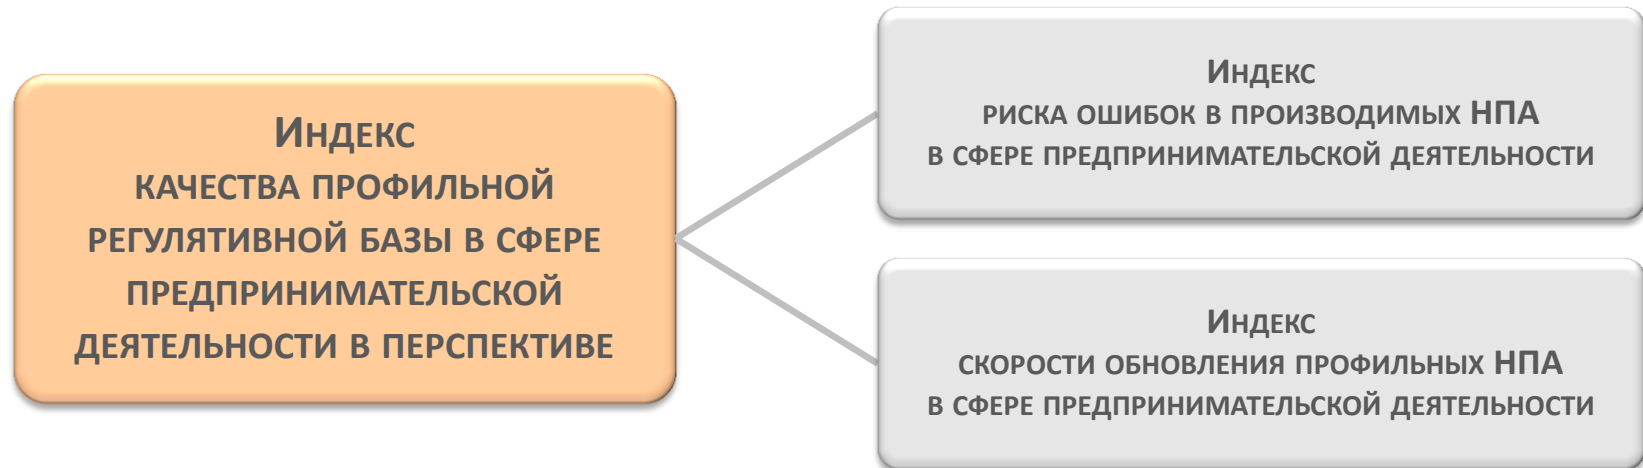 Индекс
качества профильной
регулятивной базы в сфере
предпринимательской
деятельности в перспективе
Индекс
риска ошибок в производимых НПА
в сфере предпринимательской деятельности
Индекс
скорости обновления профильных НПА
в сфере предпринимательской деятельности